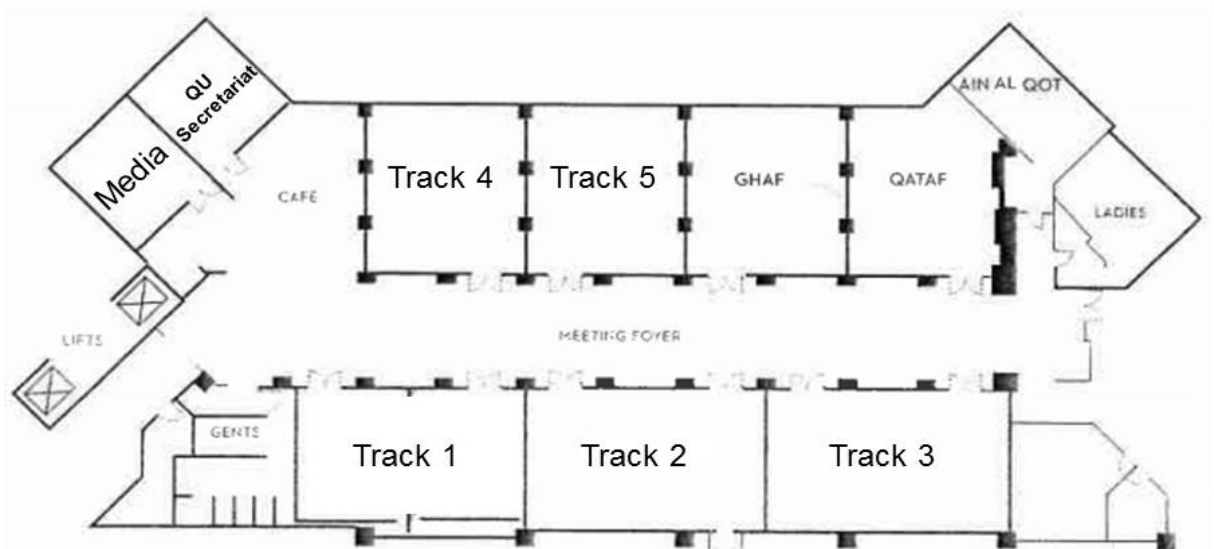 QU
Secretariat
Media
CAFE
Track 4
Track 5
GHAF
QATAF
AIN AL QOT
LADIES
LIFTS
MEETING FOYER
GENTS
Track 1
Track 2
Track 3